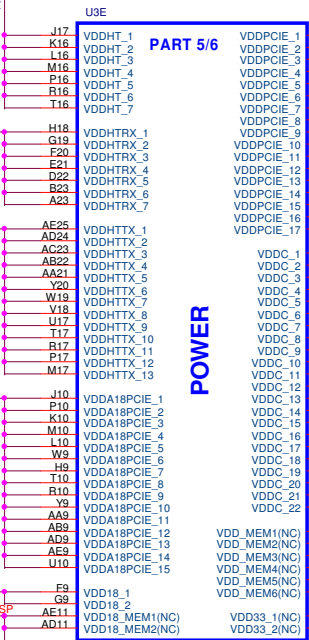 U3E
PART 5/6
POWER
J17 VDDHT_1
K16 VDDHT_2
L16 VDDHT_3
M16 VDDHT_4
P16 VDDHT_5
R16 VDDHT_6
T16 VDDHT_7
H18 VDDHTRX_1
G19 VDDHTRX_2
F20 VDDHTRX_3
E21 VDDHTRX_4
D22 VDDHTRX_5
B23 VDDHTRX_6
A23 VDDHTRX_7
AE25 VDDHTTX_1
AD24 VDDHTTX_2
AC23 VDDHTTX_3
AB22 VDDHTTX_4
AA21 VDDHTTX_5
Y20 VDDHTTX_6
W19 VDDHTTX_7
V18 VDDHTTX_8
U17 VDDHTTX_9
T17 VDDHTTX_10
R17 VDDHTTX_11
P17 VDDHTTX_12
M17 VDDHTTX_13
J10 VDDA18PCIE_1
P10 VDDA18PCIE_2
K10 VDDA18PCIE_3
M10 VDDA18PCIE_4
L10 VDDA18PCIE_5
W9 VDDA18PCIE_6
H9 VDDA18PCIE_7
T10 VDDA18PCIE_8
R10 VDDA18PCIE_9
Y9 VDDA18PCIE_10
AA9 VDDA18PCIE_11
AB9 VDDA18PCIE_12
AD9 VDDA18PCIE_13
AE9 VDDA18PCIE_14
U10 VDDA18PCIE_15
F9 VDD18_1
G9 VDD18_2
AE11 VDD18_MEM1(NC)
AD11 VDD18_MEM2(NC)
SP
VDDPCIE_1
VDDPCIE_2
VDDPCIE_3
VDDPCIE_4
VDDPCIE_5
VDDPCIE_6
VDDPCIE_7
VDDPCIE_8
VDDPCIE_9
VDDPCIE_10
VDDPCIE_11
VDDPCIE_12
VDDPCIE_13
VDDPCIE_14
VDDPCIE_15
VDDPCIE_16
VDDPCIE_17
VDDC_1
VDDC_2
VDDC_3
VDDC_4
VDDC_5
VDDC_6
VDDC_7
VDDC_8
VDDC_9
VDDC_10
VDDC_11
VDDC_12
VDDC_13
VDDC_14
VDDC_15
VDDC_16
VDDC_17
VDDC_18
VDDC_19
VDDC_20
VDDC_21
VDDC_22
VDD_MEM1(NC)
VDD_MEM2(NC)
VDD_MEM3(NC)
VDD_MEM4(NC)
VDD_MEM5(NC)
VDD_MEM6(NC)
VDD33_1(NC)
VDD33_2(NC)